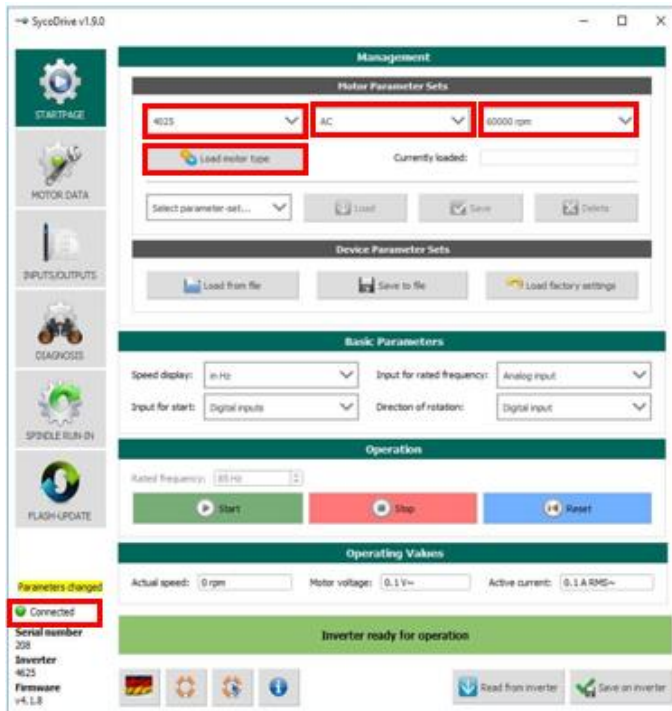 SycoDrive v1.9.0
STARTPAGE
MOTOR DATA
INPUTS/OUTPUTS
DIAGNOSIS
SPINDLE RUN-IN
FLASH-UPDATE
Parameters changed
Connected
Serial number
208
Inverter
4625
Firmware
v4.1.8
Management
Motor Parameter Sets
4025 AC 60000 rpm
Load motor type Currently loaded:
Select parameter-set... Load Save Delete
Device Parameter Sets
Load from file Save to file Load factory settings
Basic Parameters
Speed display: in Hz Input for rated frequency: Analog input
Input for start: Digital inputs Direction of rotation: Digital input
Operation
Rated frequency: Hz
Start Stop Reset
Operating Values
Actual speed: 0 rpm Motor voltage: 0.1 V~ Active current: 0.1 A RMS~
Inverter ready for operation
Read from inverter Save on inverter